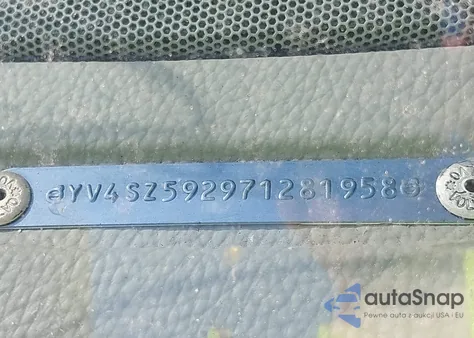 YV4SZ592971281958
autaSnap
Pewne auta z aukcji USA i EU